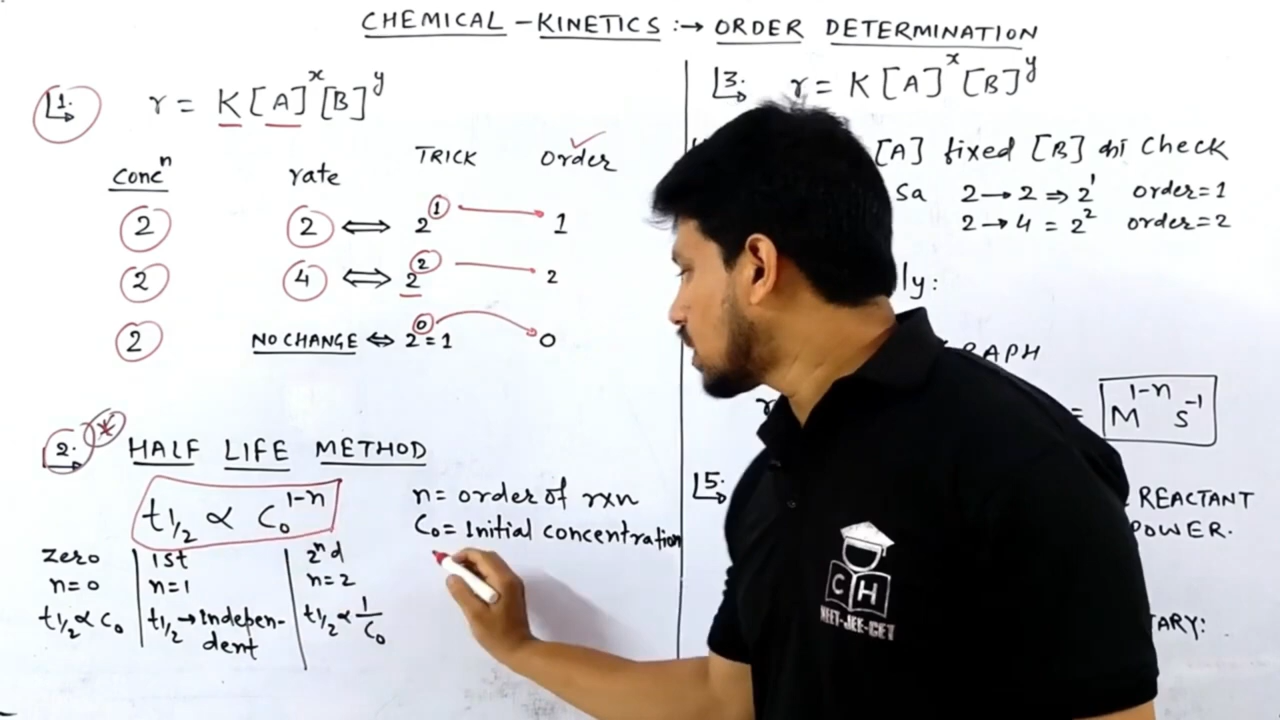 CHEMICAL - KINETICS :→ ORDER DETERMINATION
1. r = K [A]^x [B]^y
Conc^n rate TRICK Order
2 2 ⟺ 2^1 → 1
2 4 ⟺ 2^2 → 2
2 NO CHANGE ⟺ 2^0 = 1 → 0
2. * HALF LIFE METHOD
t1/2 ∝ C0^1-n
n = order of rxn
C0 = Initial concentration
zero
n=0
t1/2 ∝ C0
1st
n=1
t1/2 → Indepen-
dent
2nd
n=2
t1/2 ∝ 1/C0
3. r = K [A]^x [B]^y
[A] fixed [B] का Check
Sa 2 → 2 ⇒ 2^1 order=1
2 → 4 = 2^2 order=2
ly:
GRAPH
r = M^1-n S^-1
5. REACTANT
POWER.
TARY:
C H
NEET-JEE-CET